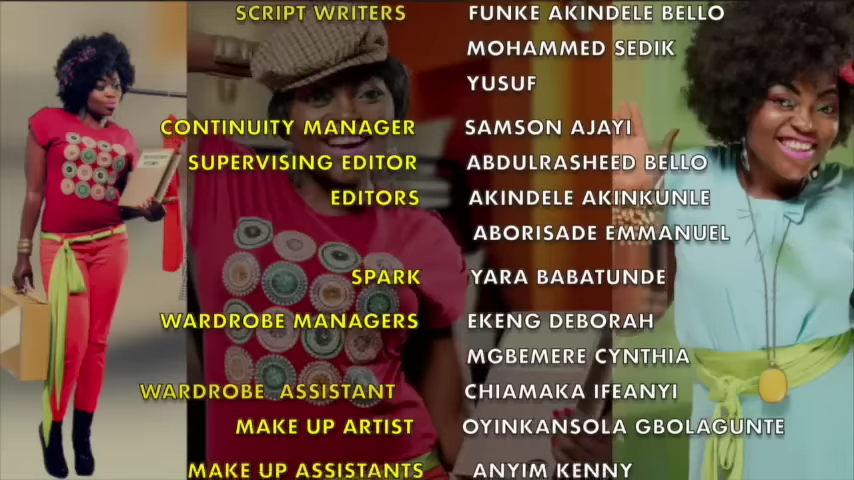 SCRIPT WRITERS FUNKE AKINDELE BELLO
MOHAMMED SEDIK
YUSUF
CONTINUITY MANAGER SAMSON AJAYI
SUPERVISING EDITOR ABDULRASHEED BELLO
EDITORS AKINDELE AKINKUNLE
ABORISADE EMMANUEL
SPARK YARA BABATUNDE
WARDROBE MANAGERS EKENG DEBORAH
MGBEMERE CYNTHIA
WARDROBE ASSISTANT CHIAMAKA IFEANYI
MAKE UP ARTIST OYINKANSOLA GBOLAGUNTE
MAKE UP ASSISTANTS ANYIM KENNY